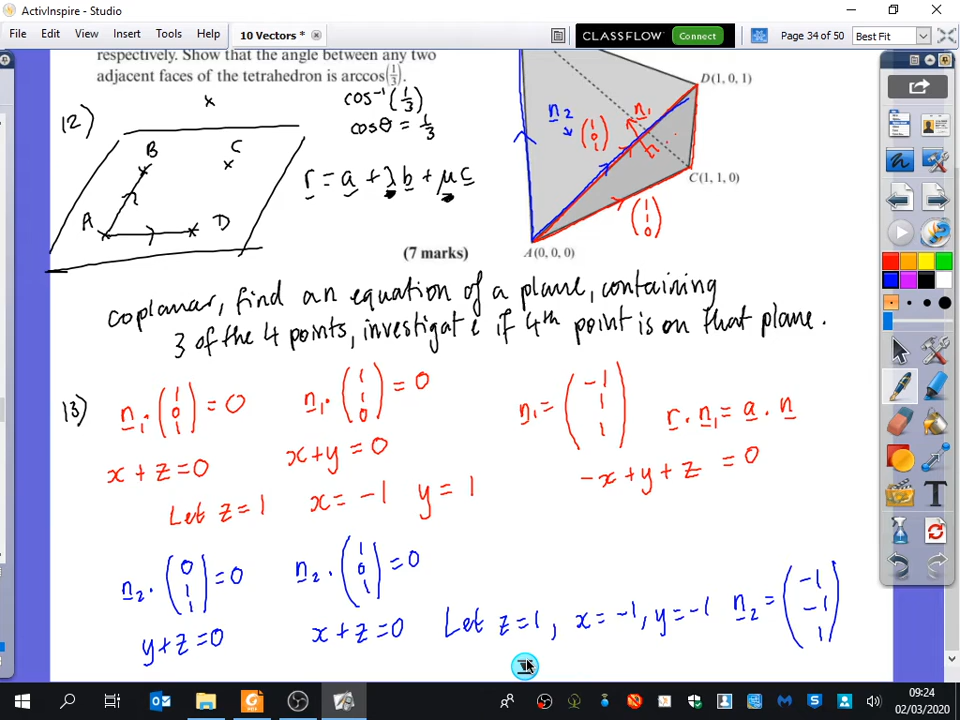 ActivInspire - Studio
File Edit View Insert Tools Help
10 Vectors *
CLASSFLOW Connect
Page 34 of 50
Best Fit
respectively. Show that the angle between any two
adjacent faces of the tetrahedron is arccos(1/3).
cos⁻¹(1/3)
cosθ = 1/3
12)
A B C D
r = a + λb + μc
(7 marks)
D(1, 0, 1)
n₂
n₁
(1 0 1)
C(1, 1, 0)
(1 1 0)
A(0, 0, 0)
coplanar, find an equation of a plane, containing
3 of the 4 points, investigate if 4th point is on that plane.
13) n₁ . (1 0 1) = 0 n₁ . (1 1 0) = 0 n₁ = (-1 1 1) r . n₁ = a . n
x + z = 0 x + y = 0 -x + y + z = 0
Let z = 1 x = -1 y = 1
n₂ . (0 1 1) = 0 n₂ . (1 0 1) = 0
y + z = 0 x + z = 0 Let z = 1, x = -1, y = -1 n₂ = (-1 -1 1)
09:24
02/03/2020